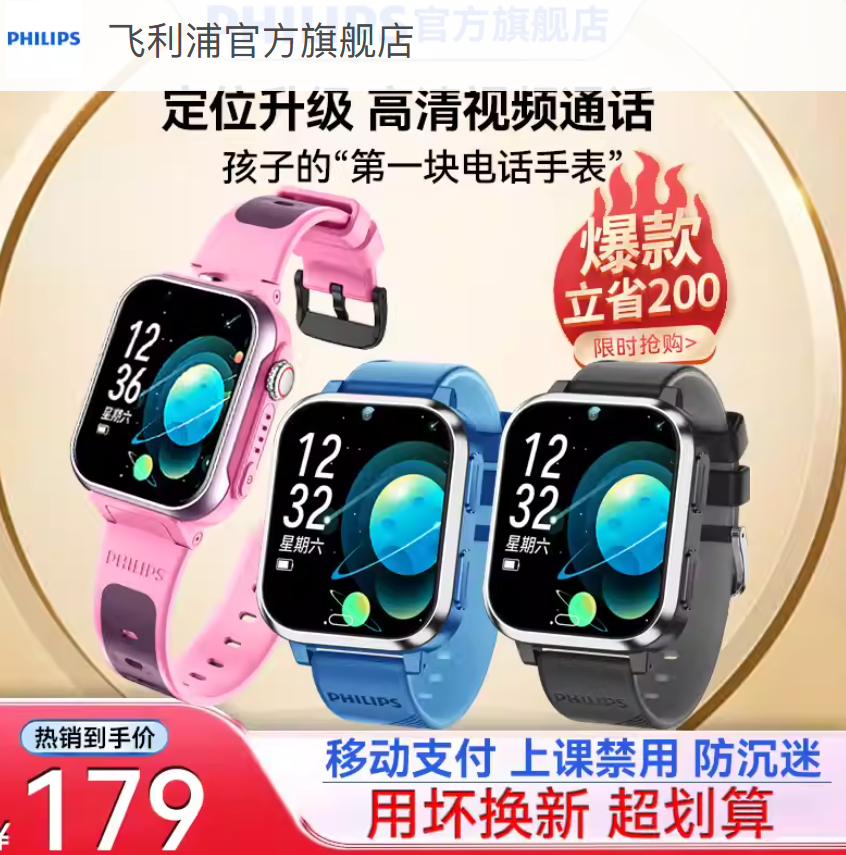 PHILIPS官方旗舰店
PHILIPS 飞利浦官方旗舰店
定位升级 高清视频通话
孩子的“第一块电话手表”
爆款
立省200
限时抢购>
12
36
星期六
PHILIPS
12
32
星期六
PHILIPS
12
32
星期六
PHILIPS
热销到手价
¥179
移动支付 上课禁用 防沉迷
用坏换新 超划算